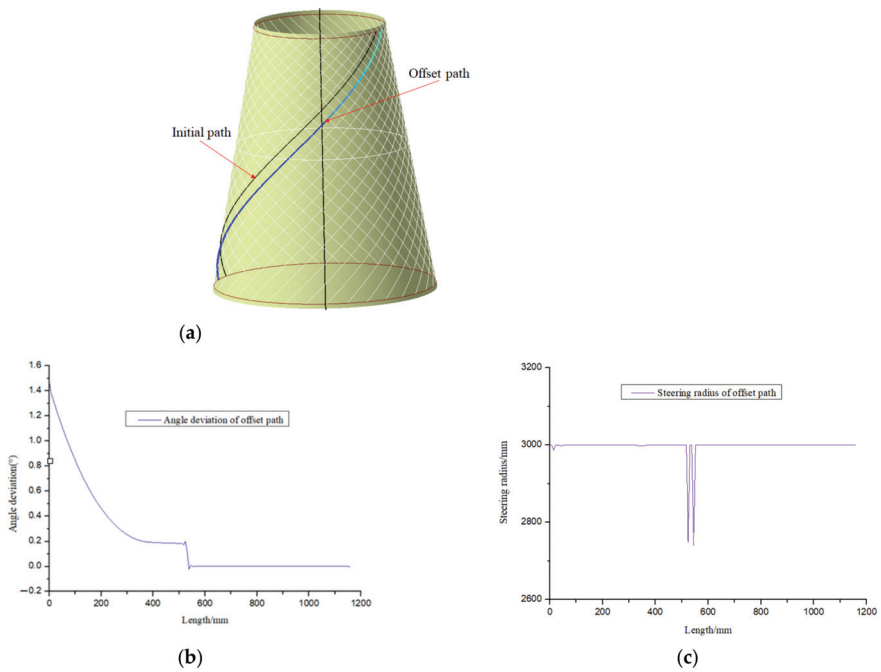 Offset path
Initial path
(a)
1.6
1.4
1.2
1.0
0.8
0.6
0.4
0.2
0.0
−0.2
Angle deviation(°)
Angle deviation of offset path
0
200
400
600
800
1000
1200
Length/mm
(b)
3200
3000
2800
2600
Steering radius/mm
Steering radius of offset path
0
200
400
600
800
1000
1200
Length/mm
(c)